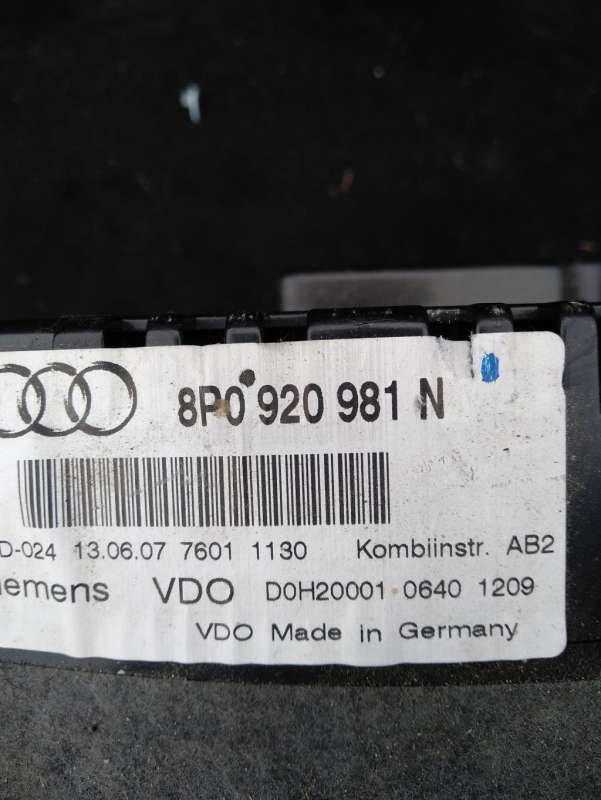 8P0 920 981 N
D-024 13.06.07 7601 1130 Kombiinstr. AB2
iemens VDO D0H20001 0640 1209
VDO Made in Germany